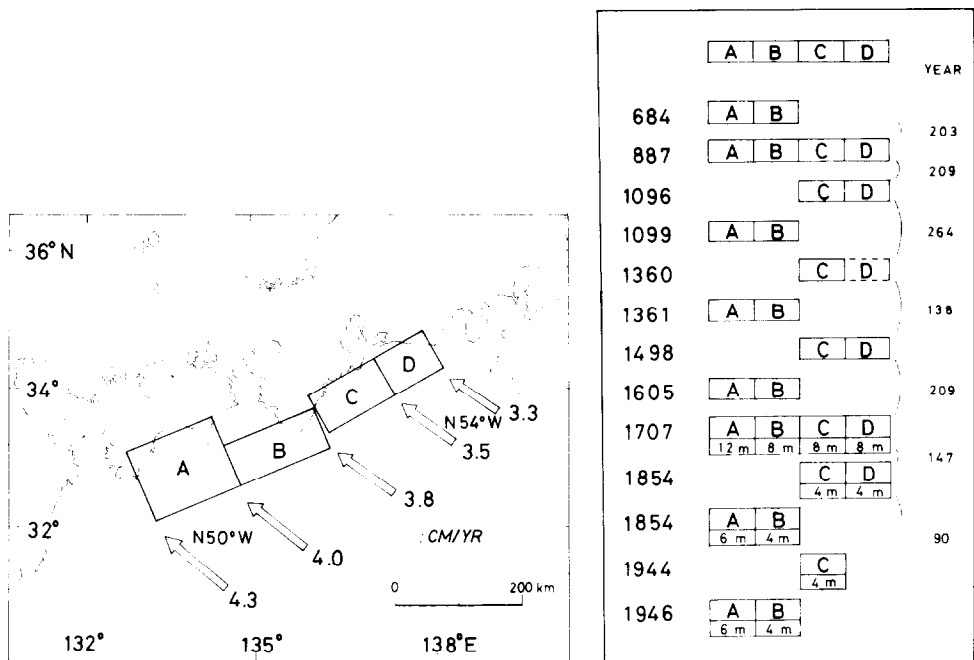 36° N
34°
32°
132°
135°
138° E
A
B
C
D
N54°W
N50°W
3.3
3.5
3.8
4.0
4.3
: CM/YR
0 200 km
A B C D
YEAR
684 A B
203
887 A B C D
209
1096 C D
1099 A B
264
1360 C D
1361 A B
138
1498 C D
1605 A B
209
1707 A B C D
12 m 8 m 8 m 8 m
147
1854 C D
4 m 4 m
1854 A B
6 m 4 m
90
1944 C
4 m
1946 A B
6 m 4 m